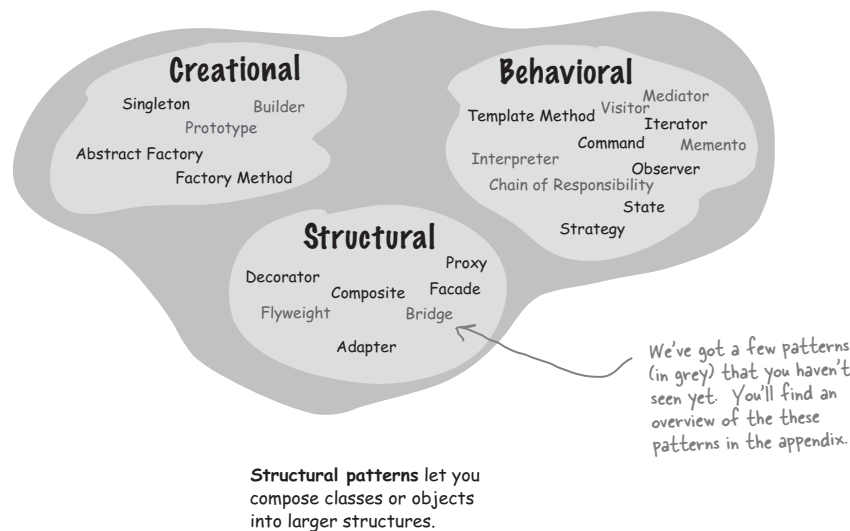 Creational
Singleton
Builder
Prototype
Abstract Factory
Factory Method
Behavioral
Mediator
Template Method
Visitor
Iterator
Command
Memento
Interpreter
Observer
Chain of Responsibility
State
Strategy
Structural
Proxy
Decorator
Composite
Facade
Flyweight
Bridge
Adapter
We've got a few patterns
(in grey) that you haven't
seen yet. You'll find an
overview of the these
patterns in the appendix.
Structural patterns let you
compose classes or objects
into larger structures.